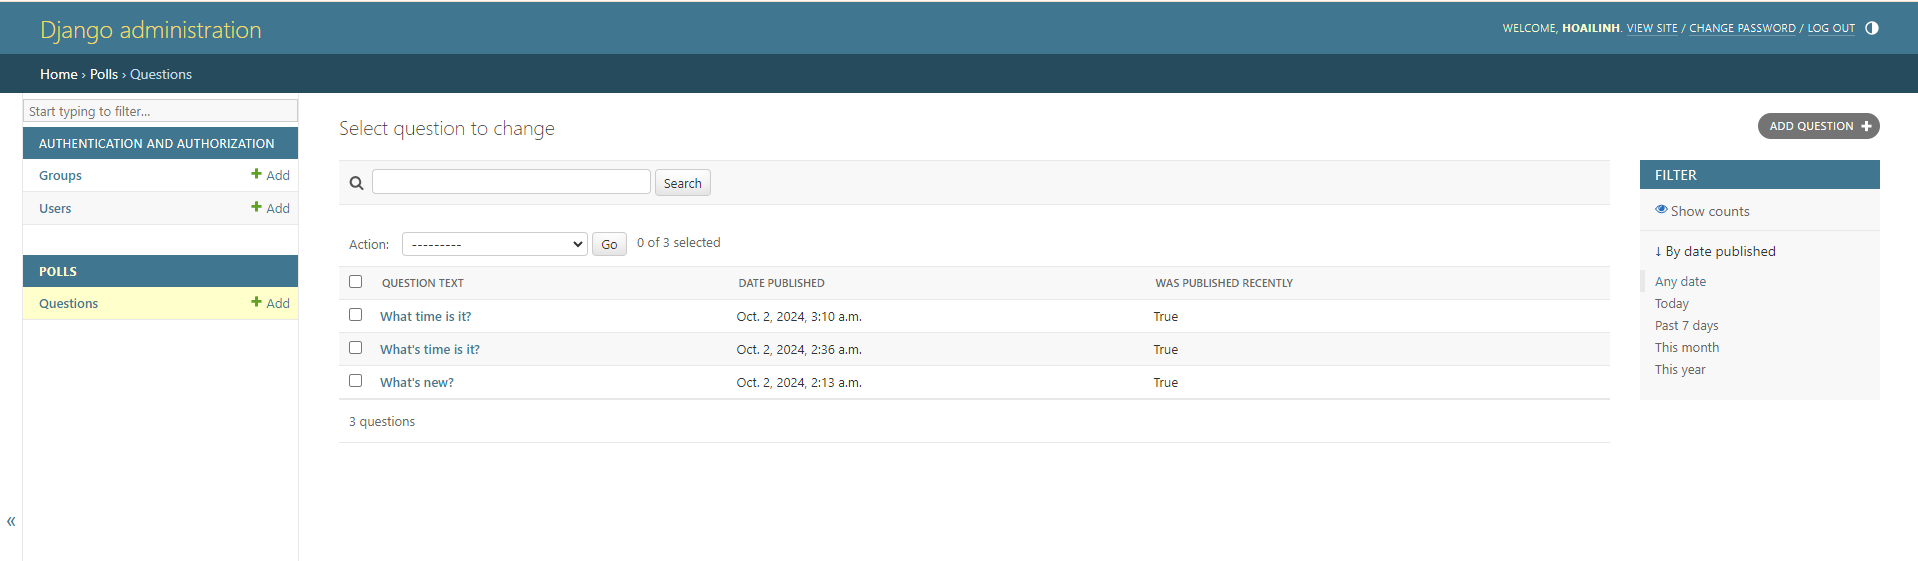 Django administration
WELCOME, HOAILINH. VIEW SITE / CHANGE PASSWORD / LOG OUT
Home › Polls › Questions
Start typing to filter...
AUTHENTICATION AND AUTHORIZATION
Groups + Add
Users + Add
POLLS
Questions + Add
«
Select question to change
ADD QUESTION +
Search
Action: --------- Go 0 of 3 selected
QUESTION TEXT DATE PUBLISHED WAS PUBLISHED RECENTLY
What time is it? Oct. 2, 2024, 3:10 a.m. True
What's time is it? Oct. 2, 2024, 2:36 a.m. True
What's new? Oct. 2, 2024, 2:13 a.m. True
3 questions
FILTER
Show counts
↓ By date published
Any date
Today
Past 7 days
This month
This year